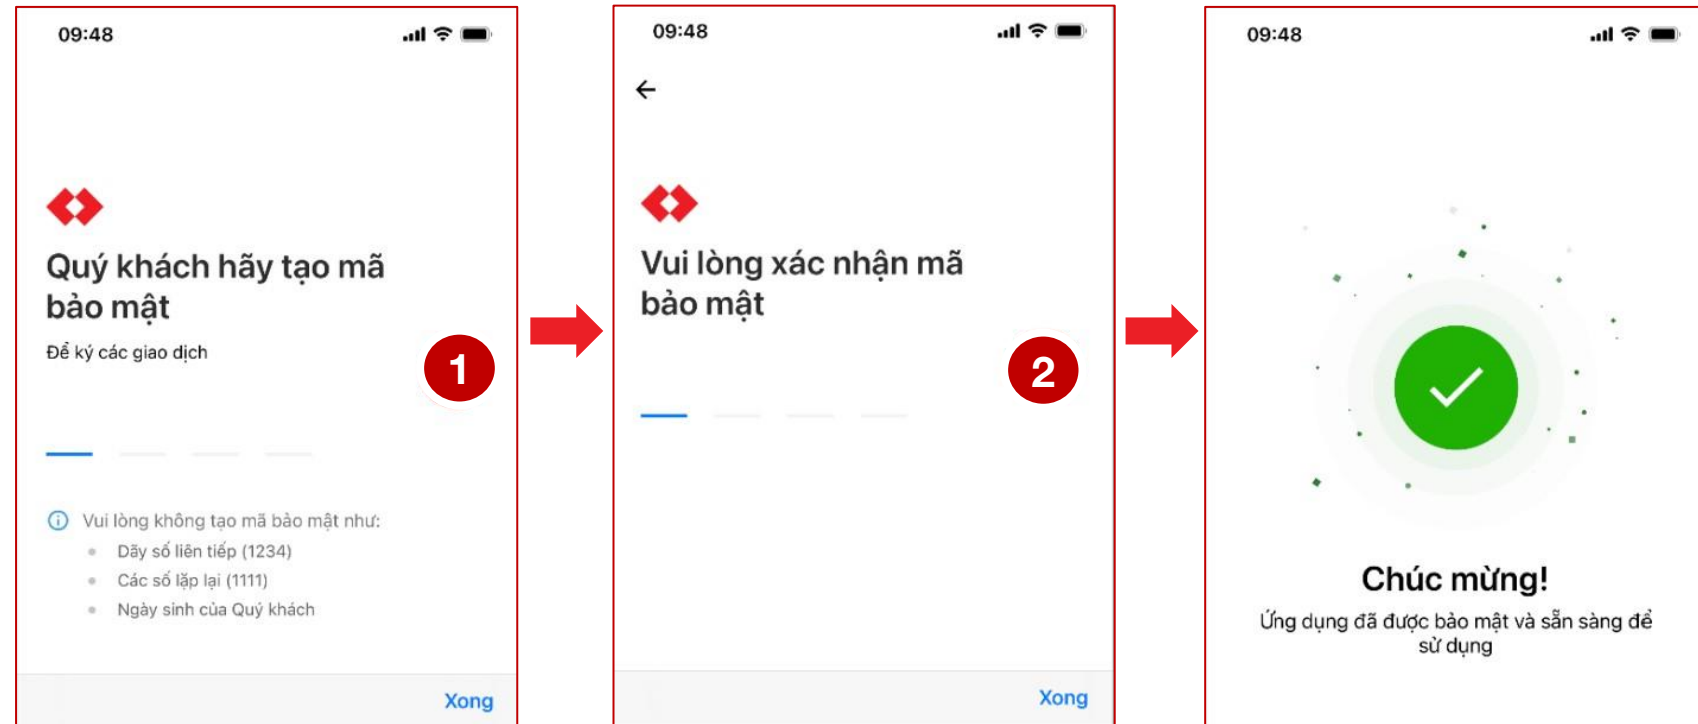 09:48
Quý khách hãy tạo mã
bảo mật
Để ký các giao dịch
1
Vui lòng không tạo mã bảo mật như:
Dãy số liên tiếp (1234)
Các số lặp lại (1111)
Ngày sinh của Quý khách
Xong
09:48
Vui lòng xác nhận mã
bảo mật
2
Xong
09:48
Chúc mừng!
Ứng dụng đã được bảo mật và sẵn sàng để
sử dụng